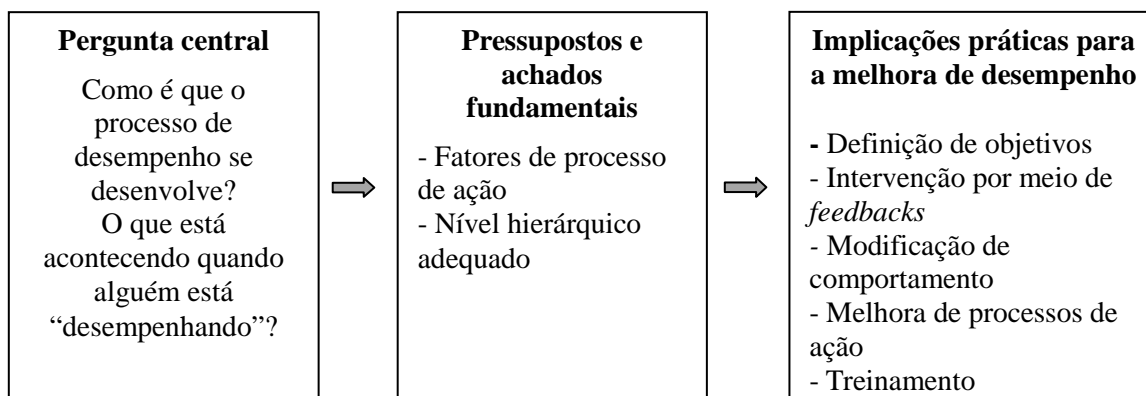 Pergunta central
Como é que o
processo de
desempenho se
desenvolve?
O que está
acontecendo quando
alguém está
“desempenhando”?
Pressupostos e
achados
fundamentais
- Fatores de processo
de ação
- Nível hierárquico
adequado
Implicações práticas para
a melhora de desempenho
- Definição de objetivos
- Intervenção por meio de
feedbacks
- Modificação de
comportamento
- Melhora de processos de
ação
- Treinamento